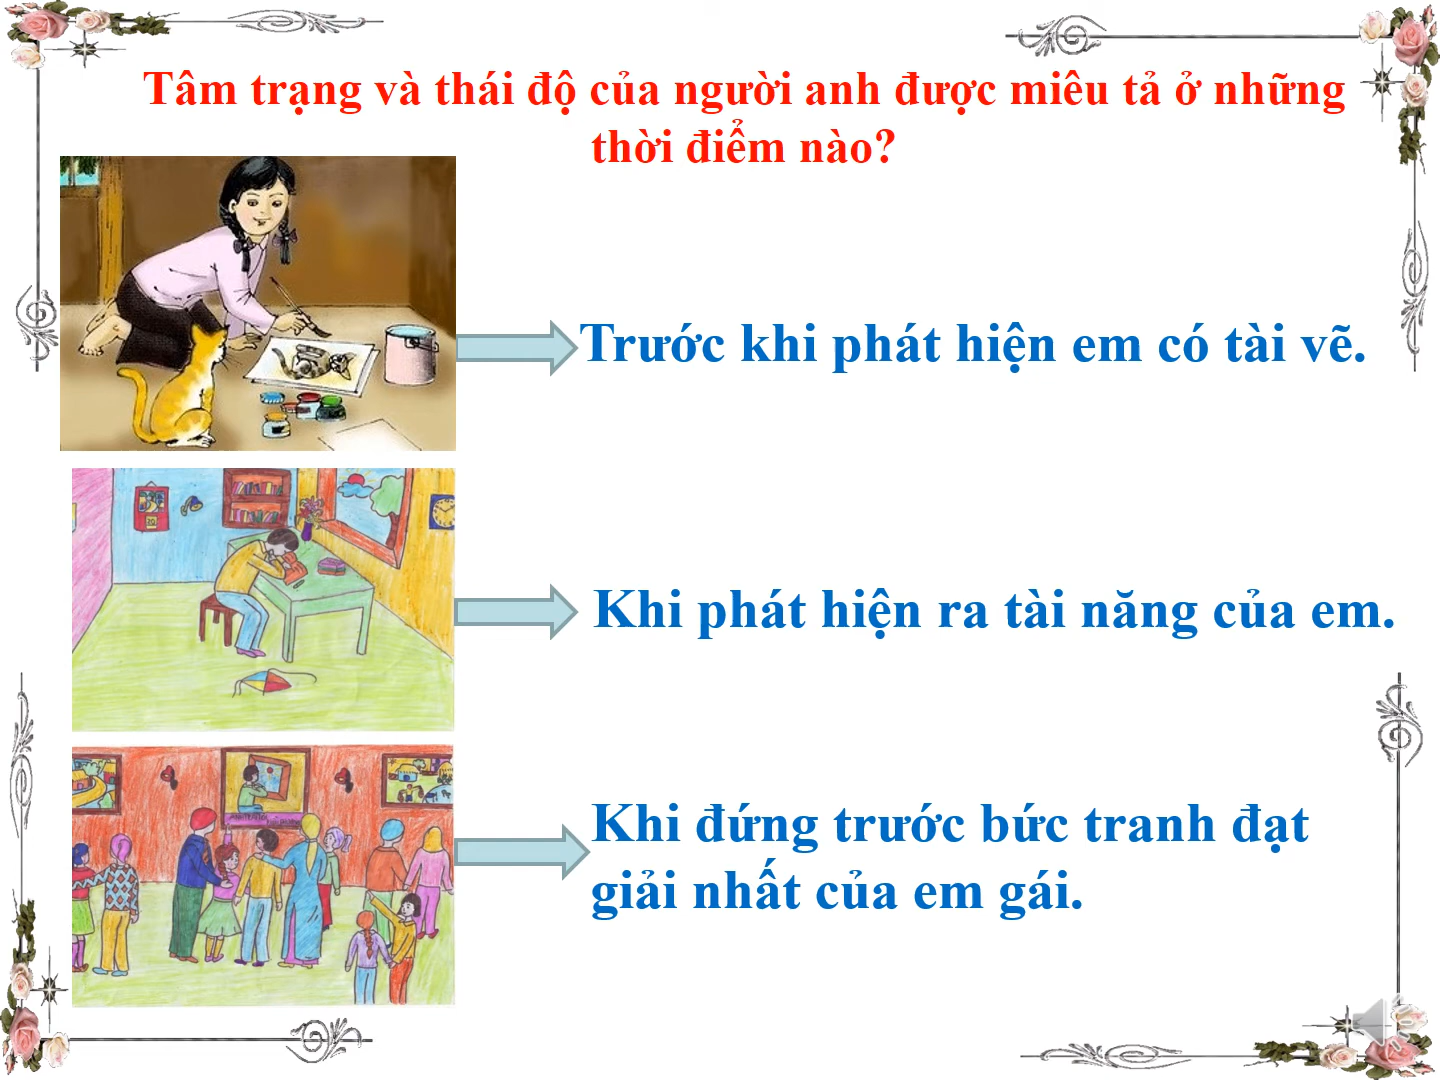 Tâm trạng và thái độ của người anh được miêu tả ở những
thời điểm nào?
Trước khi phát hiện em có tài vẽ.
Khi phát hiện ra tài năng của em.
Khi đứng trước bức tranh đạt
giải nhất của em gái.